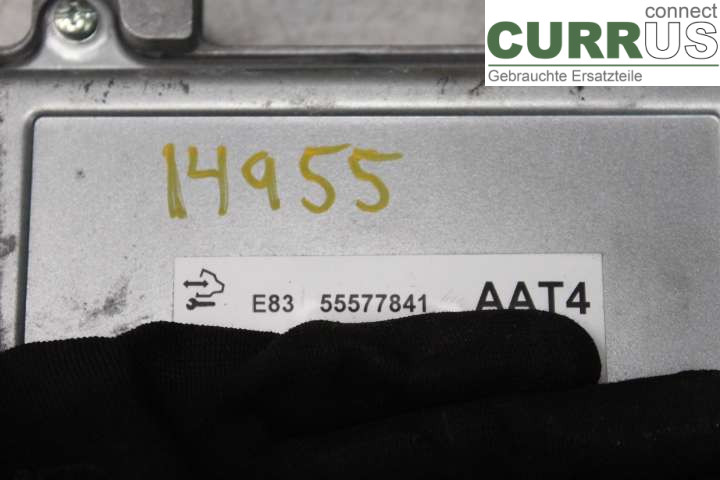 connect
CURRUS
Gebrauchte Ersatzteile
14955
E83 55577841 AAT4